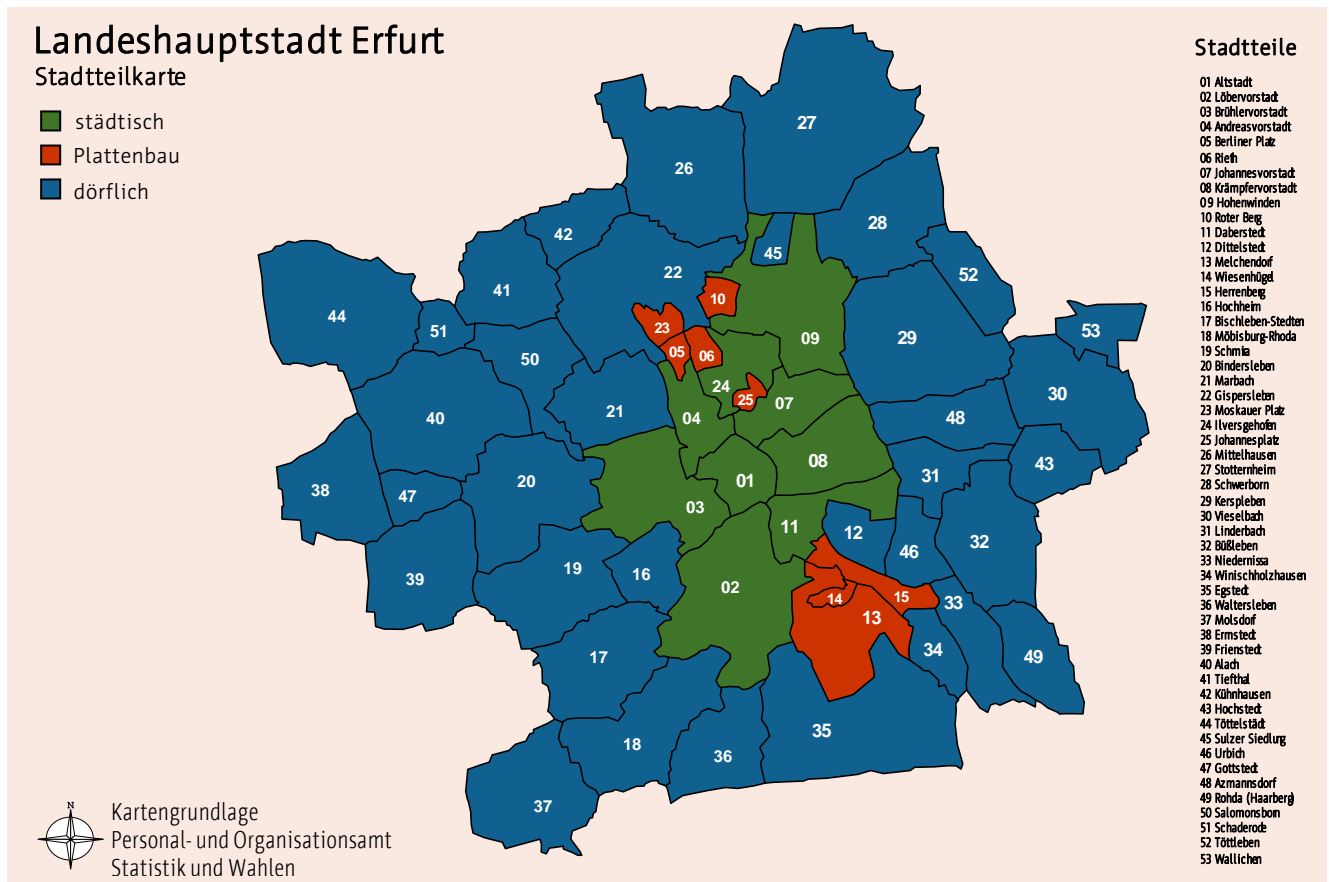 Landeshauptstadt Erfurt
Stadtteilkarte
städtisch
Plattenbau
dörflich
Stadtteile
01 Altstadt
02 Löbervorstadt
03 Brühlervorstadt
04 Andreasvorstadt
05 Berliner Platz
06 Rieth
07 Johannesvorstadt
08 Krämpfervorstadt
09 Hohenwinden
10 Roter Berg
11 Daberstedt
12 Dittelstedt
13 Melchendorf
14 Wiesenhügel
15 Herrenberg
16 Hochheim
17 Bischleben-Stedten
18 Möbisburg-Rhoda
19 Schmira
20 Bindersleben
21 Marbach
22 Gispersleben
23 Moskauer Platz
24 Ilversgehofen
25 Johannesplatz
26 Mittelhausen
27 Stotternheim
28 Schwerborn
29 Kerspleben
30 Vieselbach
31 Linderbach
32 Büßleben
33 Niedernissa
34 Winischholzhausen
35 Egstedt
36 Waltersleben
37 Molsdorf
38 Ermstedt
39 Frienstedt
40 Alach
41 Tiefthal
42 Kühnhausen
43 Hochstedt
44 Töttelstädt
45 Sulzer Siedlung
46 Urbich
47 Gottstedt
48 Azmannsdorf
49 Rohda (Haarberg)
50 Salomonsborn
51 Schaderode
52 Töttleben
53 Wallichen
27
26
28
42
45
22
52
41
10
44
23
51
53
09
29
05
06
50
24
30
25
07
21
04
40
48
08
43
31
01
20
38
47
03
11
12
32
46
19
16
39
02
15
14
33
13
34
17
49
35
18
36
37
N
Kartengrundlage
Personal- und Organisationsamt
Statistik und Wahlen